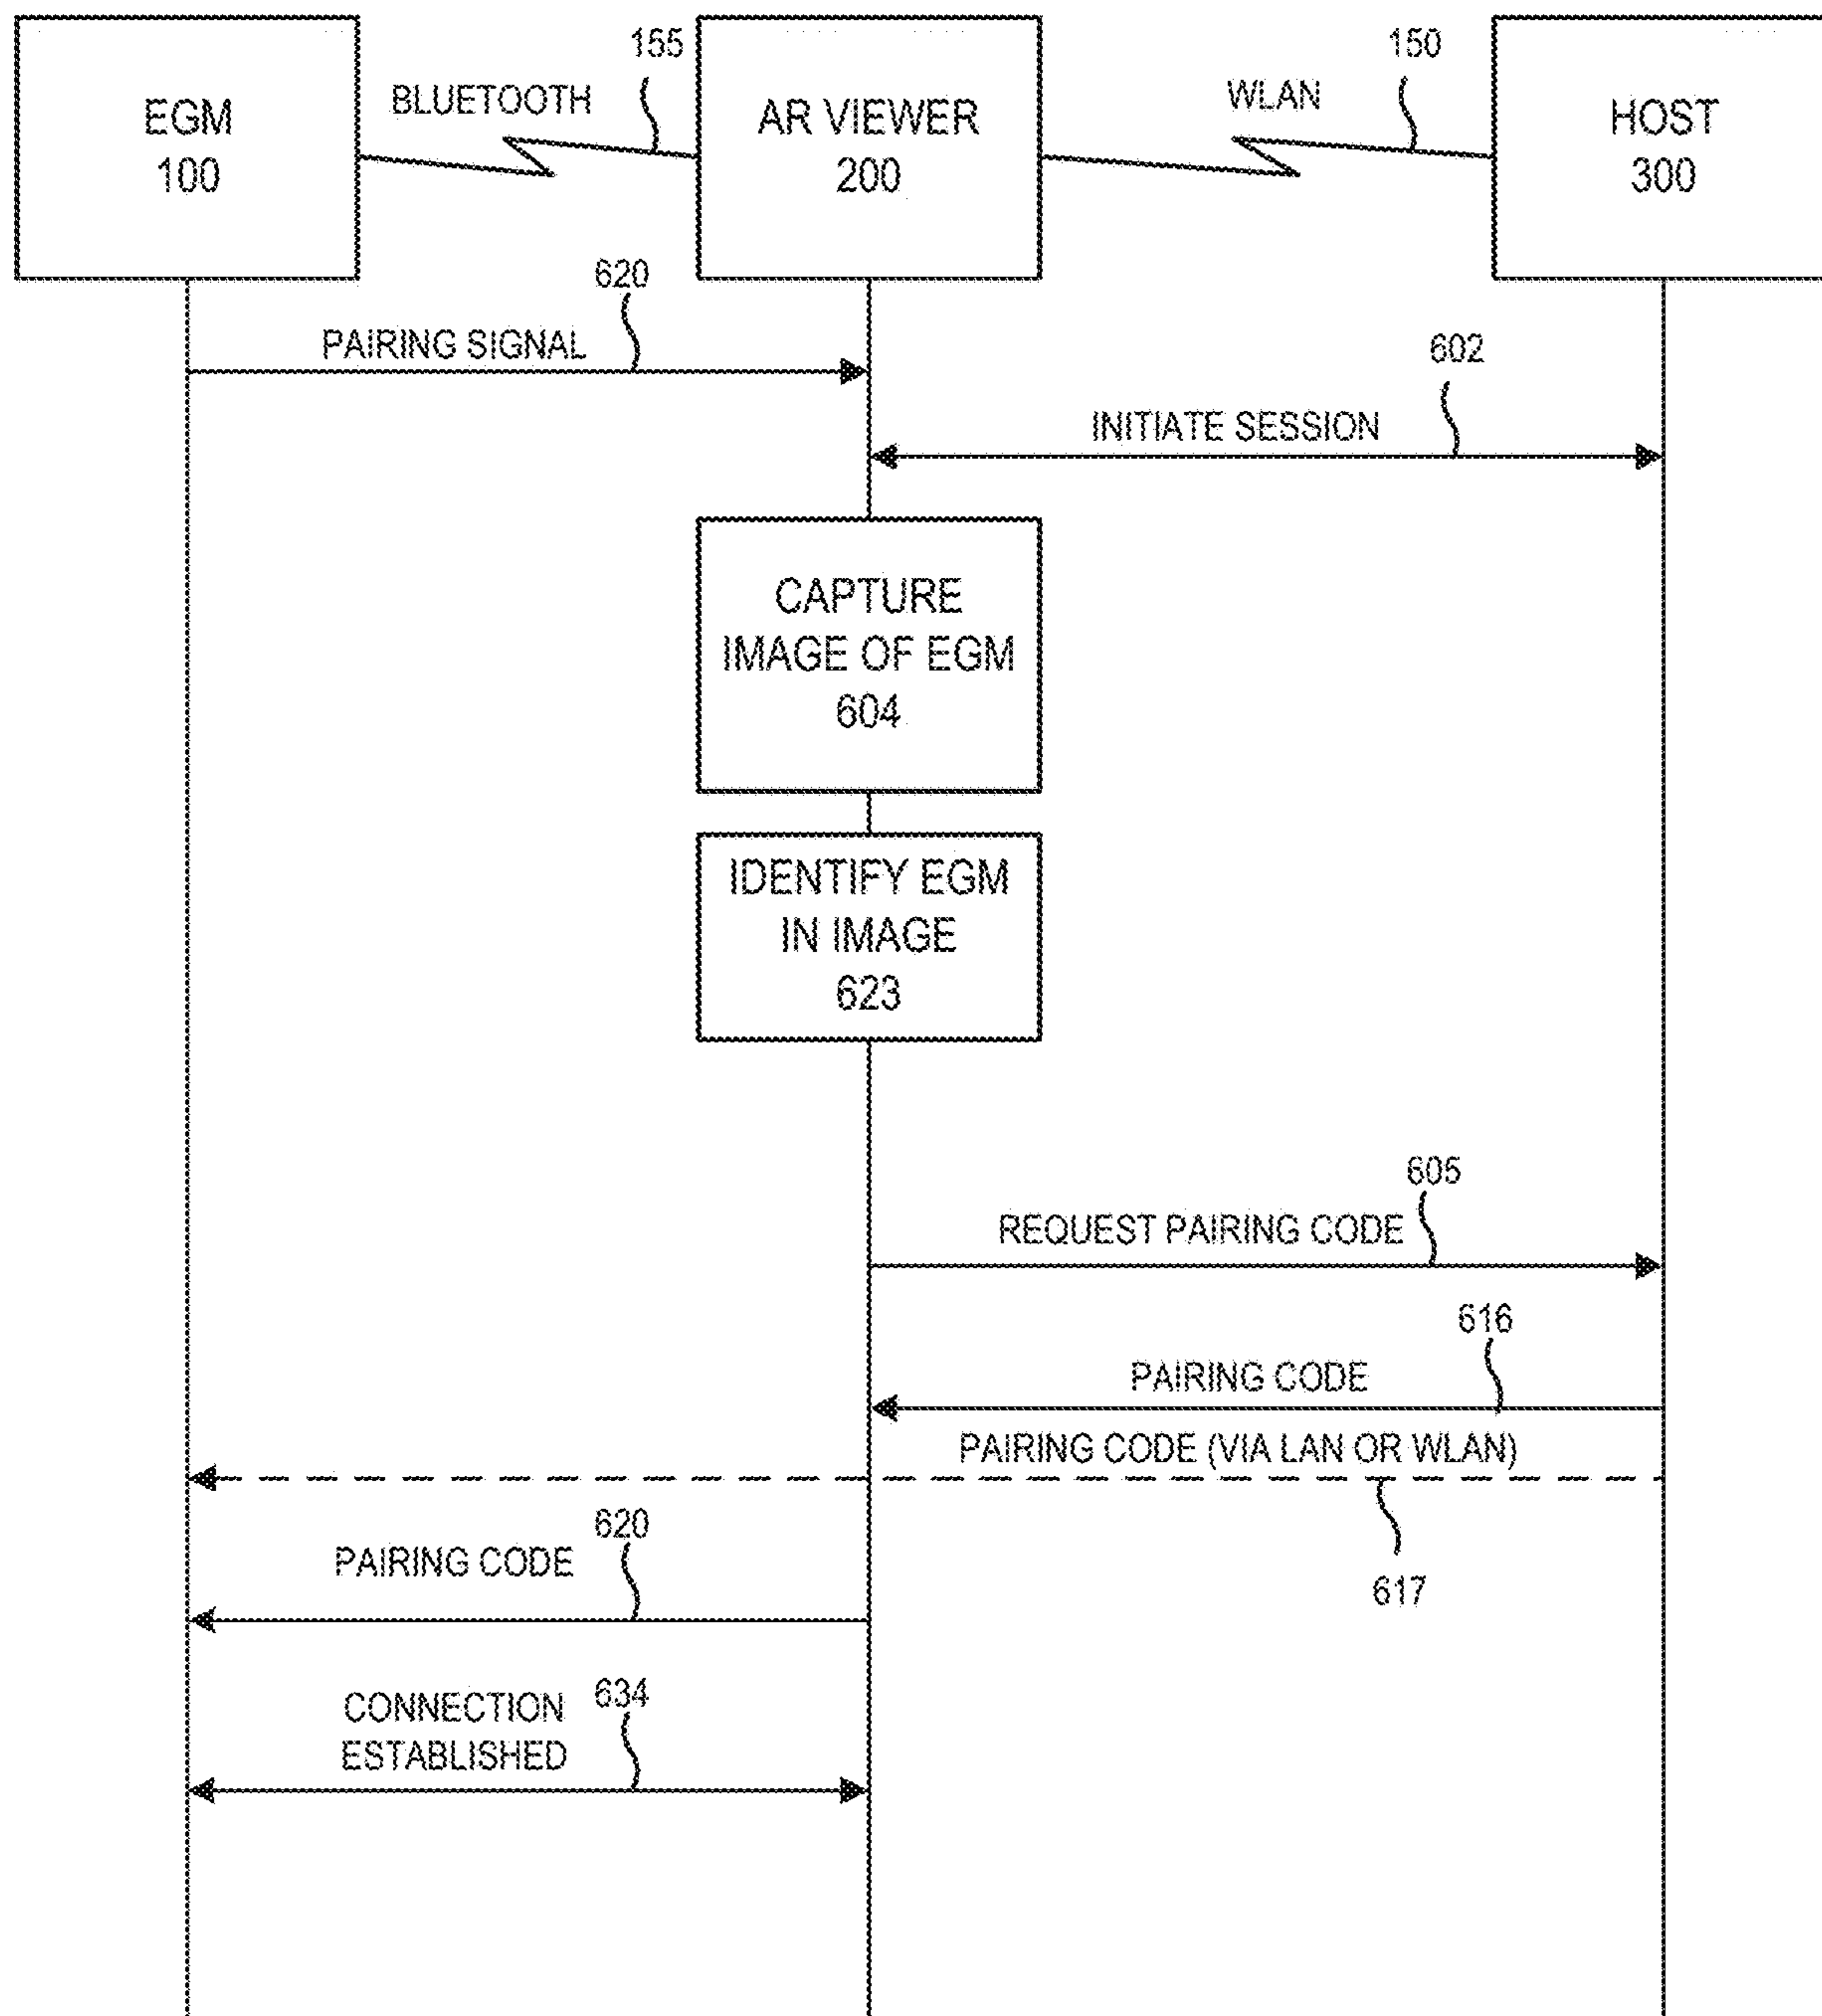 EGM
100
BLUETOOTH
155
AR VIEWER
200
WLAN
150
HOST
300
620
PAIRING SIGNAL
602
INITIATE SESSION
CAPTURE
IMAGE OF EGM
604
IDENTIFY EGM
IN IMAGE
623
605
REQUEST PAIRING CODE
616
PAIRING CODE
PAIRING CODE (VIA LAN OR WLAN)
617
620
PAIRING CODE
634
CONNECTION
ESTABLISHED